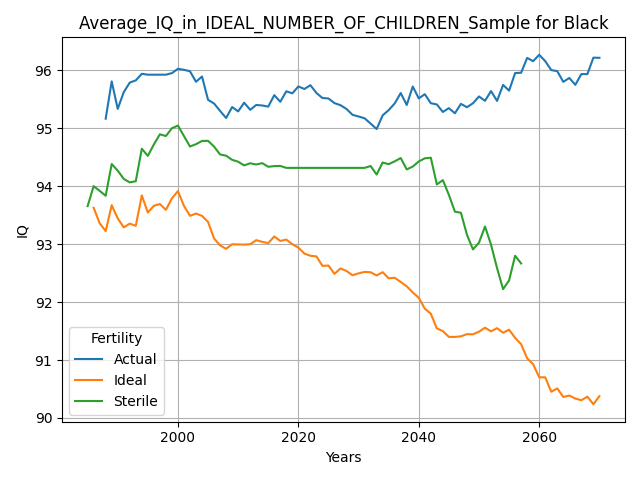 Average_IQ_in_IDEAL_NUMBER_OF_CHILDREN_Sample for Black
96
95
94
93
92
91
90
IQ
Fertility
Actual
Ideal
Sterile
2000
2020
2040
2060
Years